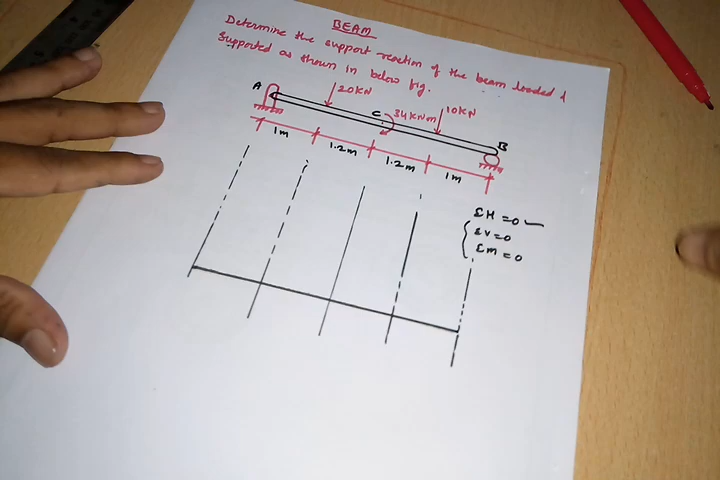 BEAM
Determine the support reaction of the beam loaded &
supported as shown in below fig.
A
20KN
C
34KNm
10KN
B
1m
1.2m
1.2m
1m
ΣH =0
ΣV =0
Σm =0